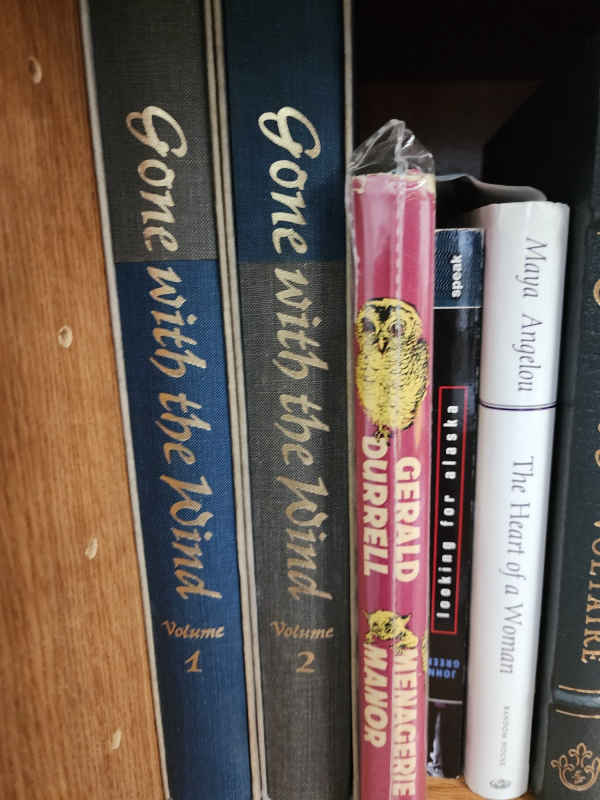 Gone with the Wind
Volume
1
Gone with the Wind
Volume
2
GERALD
DURRELL
MENAGERIE
MANOR
speak
looking for alaska
JOHN
GREEN
Maya Angelou
The Heart of a Woman
RANDOM HOUSE
VOLTAIRE